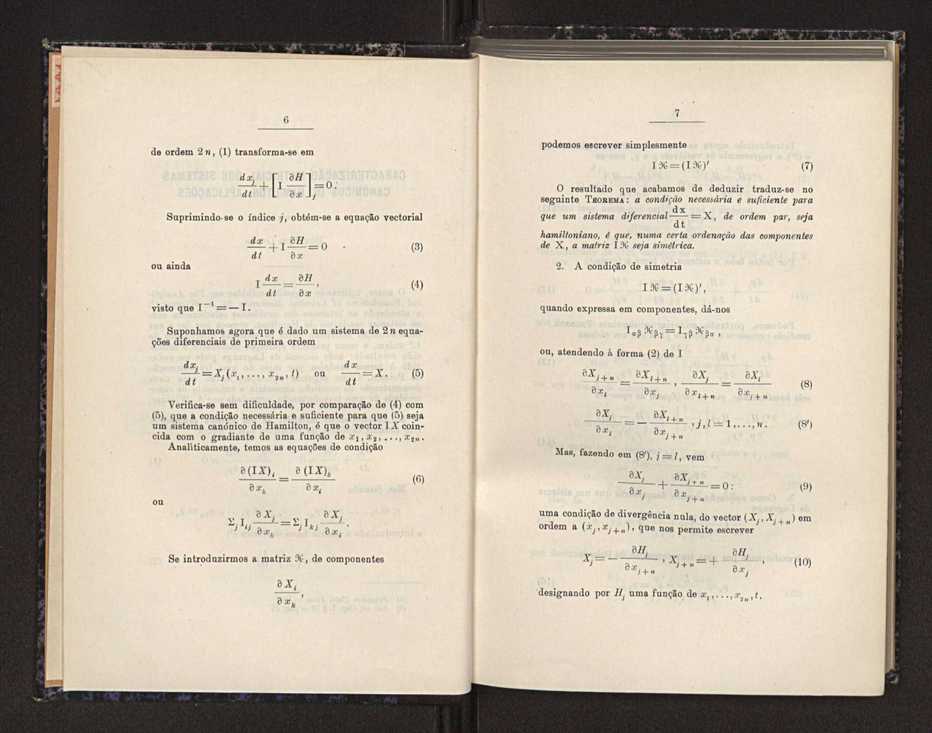 6
de ordem 2n, (1) transforma-se em
dx_j/dt + [I ∂H/∂x]_j = 0.
Suprimindo-se o índice j, obtém-se a equação vectorial
dx/dt + I ∂H/∂x = 0 (3)
ou ainda
I dx/dt = ∂H/∂x, (4)
visto que I⁻¹ = — I.
Suponhamos agora que é dado um sistema de 2n equa-
ções diferenciais de primeira ordem
dx_j/dt = X_j(x_1, ..., x_{2n}, t) ou dx/dt = X. (5)
Verifica-se sem dificuldade, por comparação de (4) com
(5), que a condição necessária e suficiente para que (5) seja
um sistema canónico de Hamilton, é que o vector IX coin-
cida com o gradiante de uma função de x_1, x_2, ..., x_{2n}.
Analìticamente, temos as equações de condição
∂(IX)_i/∂x_k = ∂(IX)_k/∂x_i (6)
ou
Σ_j I_{ij} ∂X_j/∂x_k = Σ_j I_{kj} ∂X_j/∂x_i.
Se introduzirmos a matriz ℋ, de componentes
∂X_i/∂x_k,
7
podemos escrever simplesmente
Iℋ = (Iℋ)′ (7)
O resultado que acabamos de deduzir traduz-se no
seguinte TEOREMA: a condição necessária e suficiente para
que um sistema diferencial dx/dt = X, de ordem par, seja
hamiltoniano, é que, numa certa ordenação das componentes
de X, a matriz Iℋ seja simétrica.
2. A condição de simetria
Iℋ = (Iℋ)′,
quando expressa em componentes, dá-nos
I_{αβ} ℋ_{βγ} = I_{γβ} ℋ_{βα},
ou, atendendo à forma (2) de I
∂X_{j+n}/∂x_l = ∂X_{l+n}/∂x_j, ∂X_j/∂x_{l+n} = ∂X_l/∂x_{j+n} (8)
∂X_j/∂x_l = — ∂X_{l+n}/∂x_{j+n}, j, l = 1, ..., n. (8′)
Mas, fazendo em (8′), j = l, vem
∂X_j/∂x_j + ∂X_{j+n}/∂x_{j+n} = 0: (9)
uma condição de divergência nula, do vector (X_j, X_{j+n}) em
ordem a (x_j, x_{j+n}), que nos permite escrever
X_j = — ∂H_j/∂x_{j+n}, X_{j+n} = + ∂H_j/∂x_j, (10)
designando por H_j uma função de x_1, ..., x_{2n}, t.